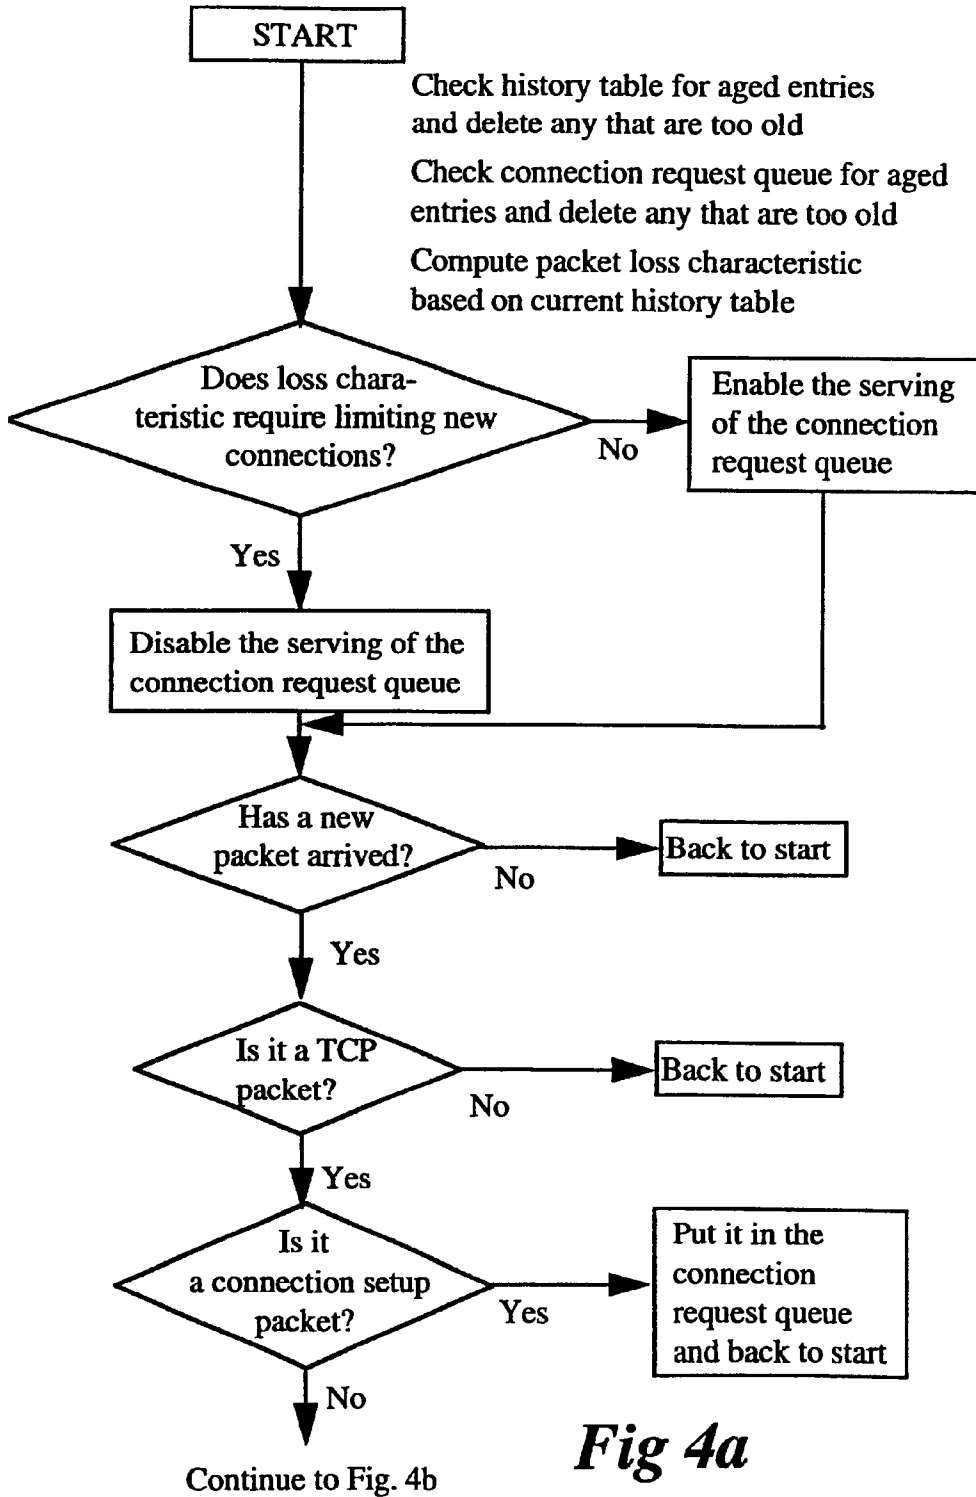 START
Check history table for aged entries
and delete any that are too old
Check connection request queue for aged
entries and delete any that are too old
Compute packet loss characteristic
based on current history table
Does loss chara-
teristic require limiting new
connections?
No
Enable the serving
of the connection
request queue
Yes
Disable the serving of the
connection request queue
Has a new
packet arrived?
No
Back to start
Yes
Is it a TCP
packet?
No
Back to start
Yes
Is it
a connection setup
packet?
Yes
Put it in the
connection
request queue
and back to start
No
Continue to Fig. 4b
Fig 4a